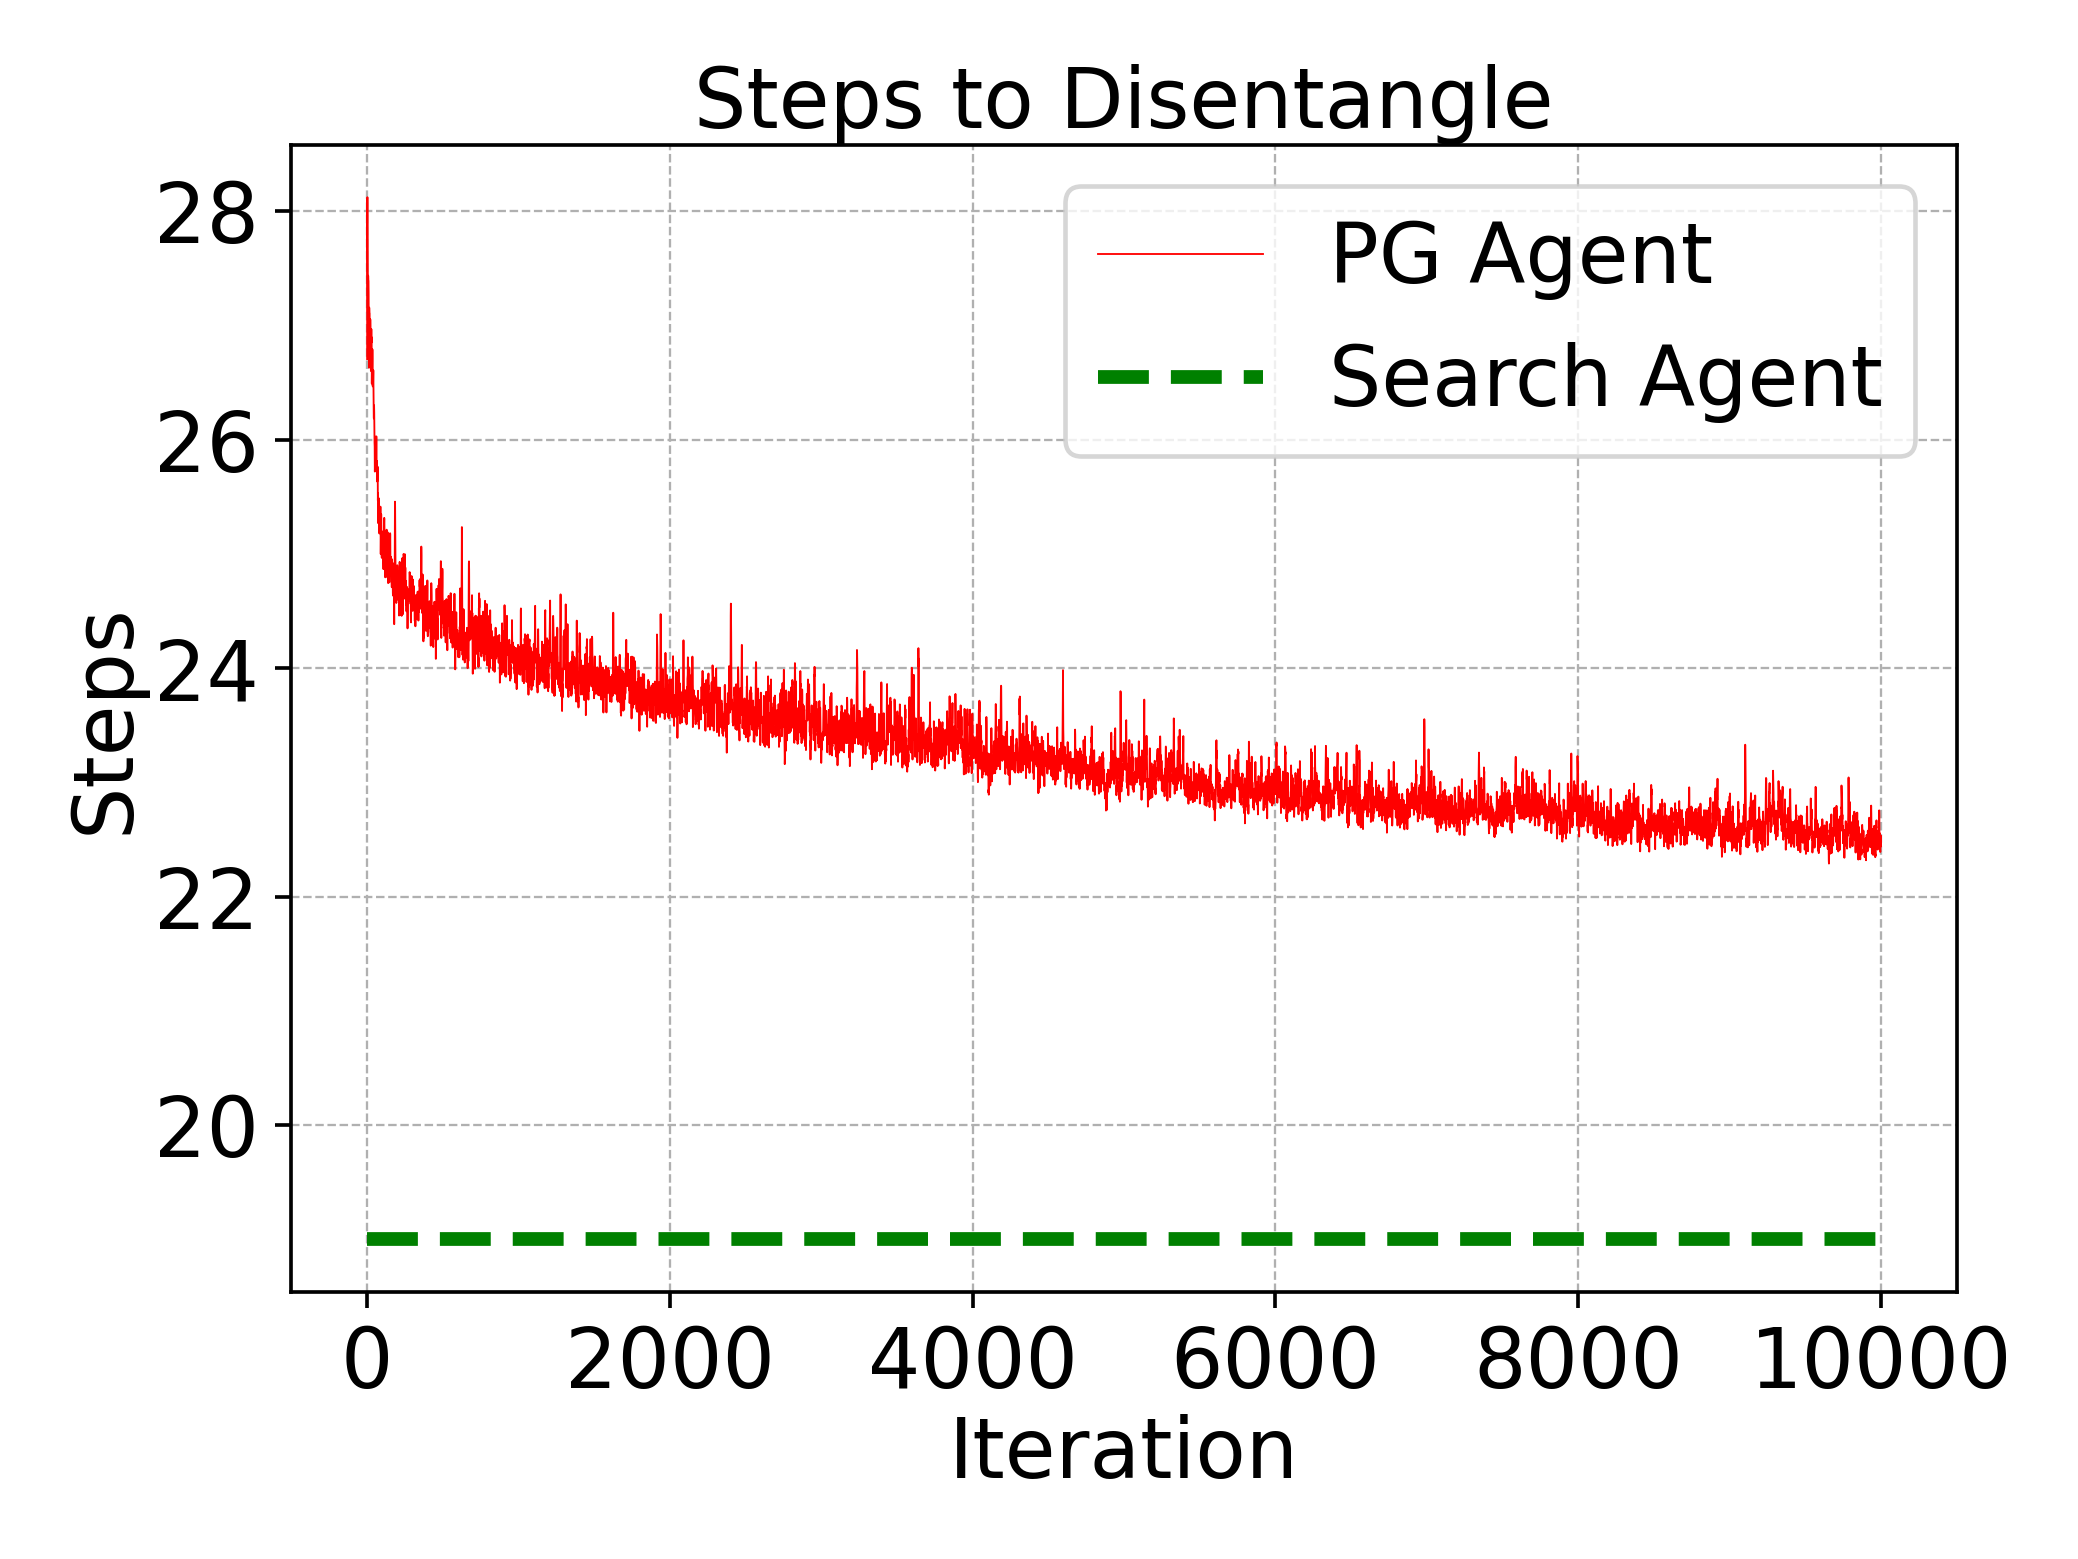 Steps to Disentangle
PG Agent
Search Agent
Steps
28
26
24
22
20
0 2000 4000 6000 8000 10000
Iteration